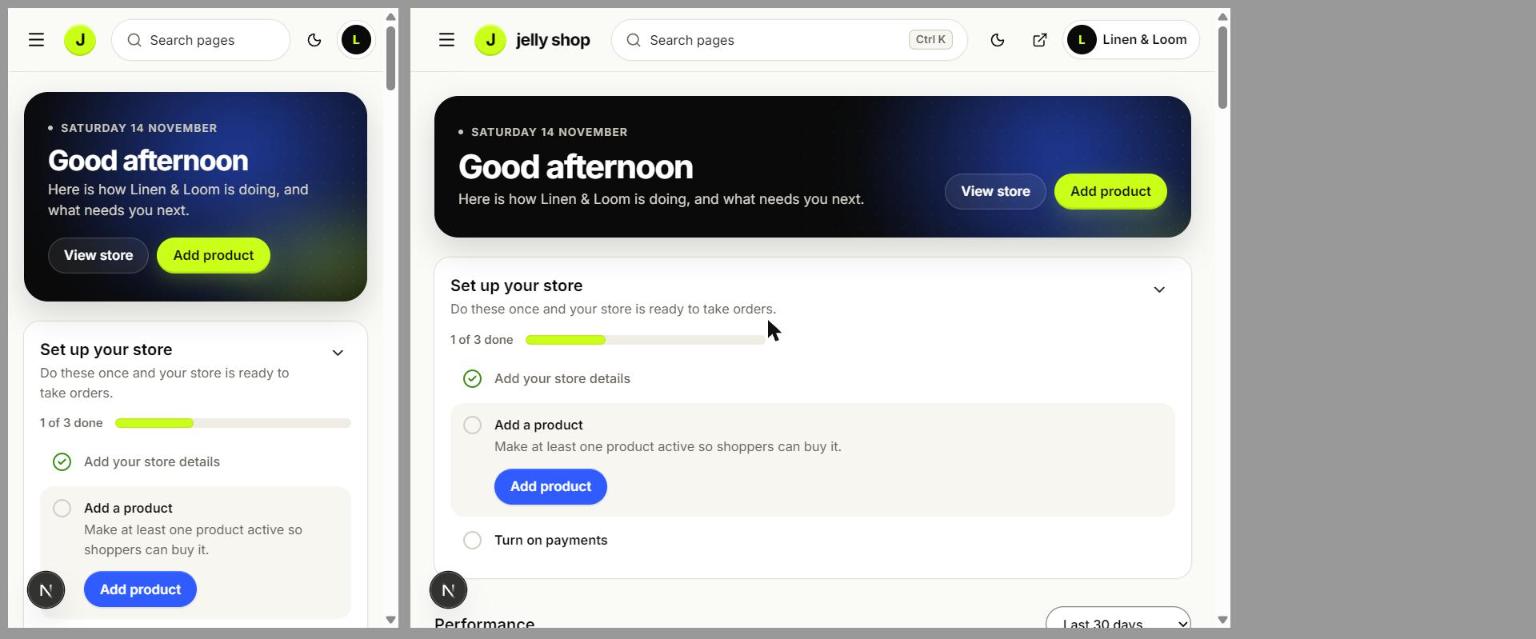 J
Search pages
L
SATURDAY 14 NOVEMBER
Good afternoon
Here is how Linen & Loom is doing, and
what needs you next.
View store
Add product
Set up your store
Do these once and your store is ready to
take orders.
1 of 3 done
Add your store details
Add a product
Make at least one product active so
shoppers can buy it.
Add product
N
J
jelly shop
Search pages
Ctrl K
L
Linen & Loom
SATURDAY 14 NOVEMBER
Good afternoon
Here is how Linen & Loom is doing, and what needs you next.
View store
Add product
Set up your store
Do these once and your store is ready to take orders.
1 of 3 done
Add your store details
Add a product
Make at least one product active so shoppers can buy it.
Add product
Turn on payments
N
Performance
Last 30 days